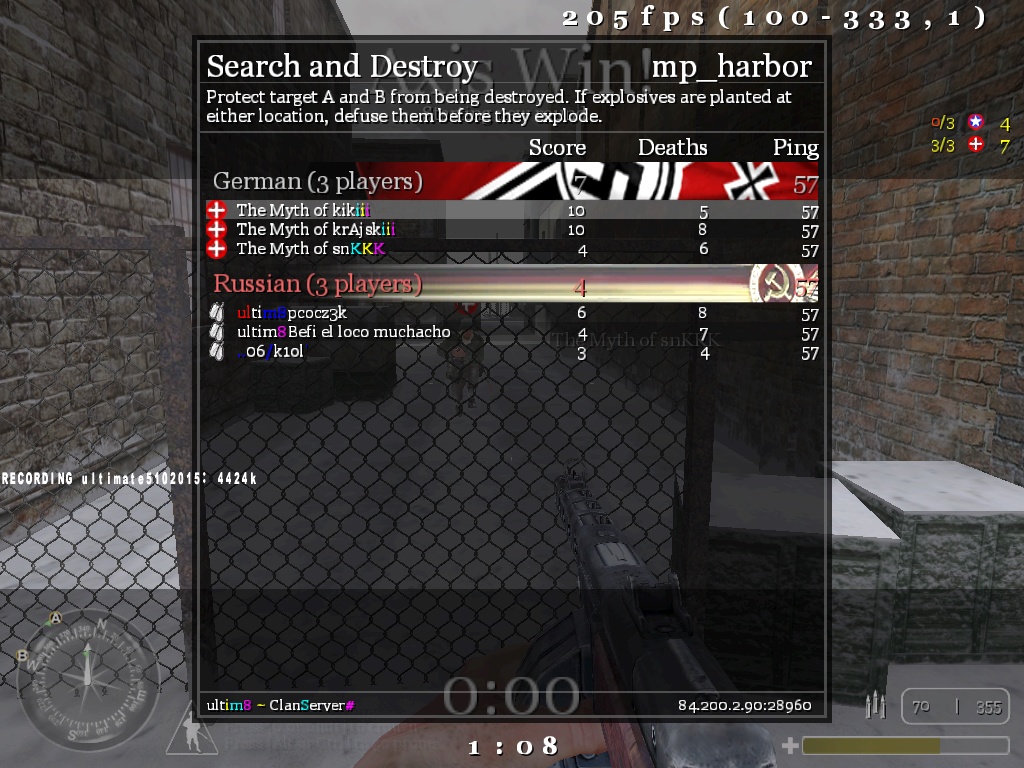 205fps(100-333,1)
Axis Win!
Search and Destroy mp_harbor
Protect target A and B from being destroyed. If explosives are planted at
either location, defuse them before they explode.
0/3 4
3/3 7
Score Deaths Ping
German (3 players) 7 57
The Myth of kikiii 10 5 57
The Myth of krAjskiii 10 8 57
The Myth of snKKK 4 6 57
Russian (3 players) 4 57
ultim8pcocz3k 6 8 57
ultim8Befi el loco muchacho 4 7 57
..06/k1ol 3 4 57
The Myth of snKKK
RECORDING ultimate5102015: 4424k
A
B
N
W
E
S
0:00
ultim8 ~ ClanServer# 84.200.2.90:28960
70 | 355
1:08